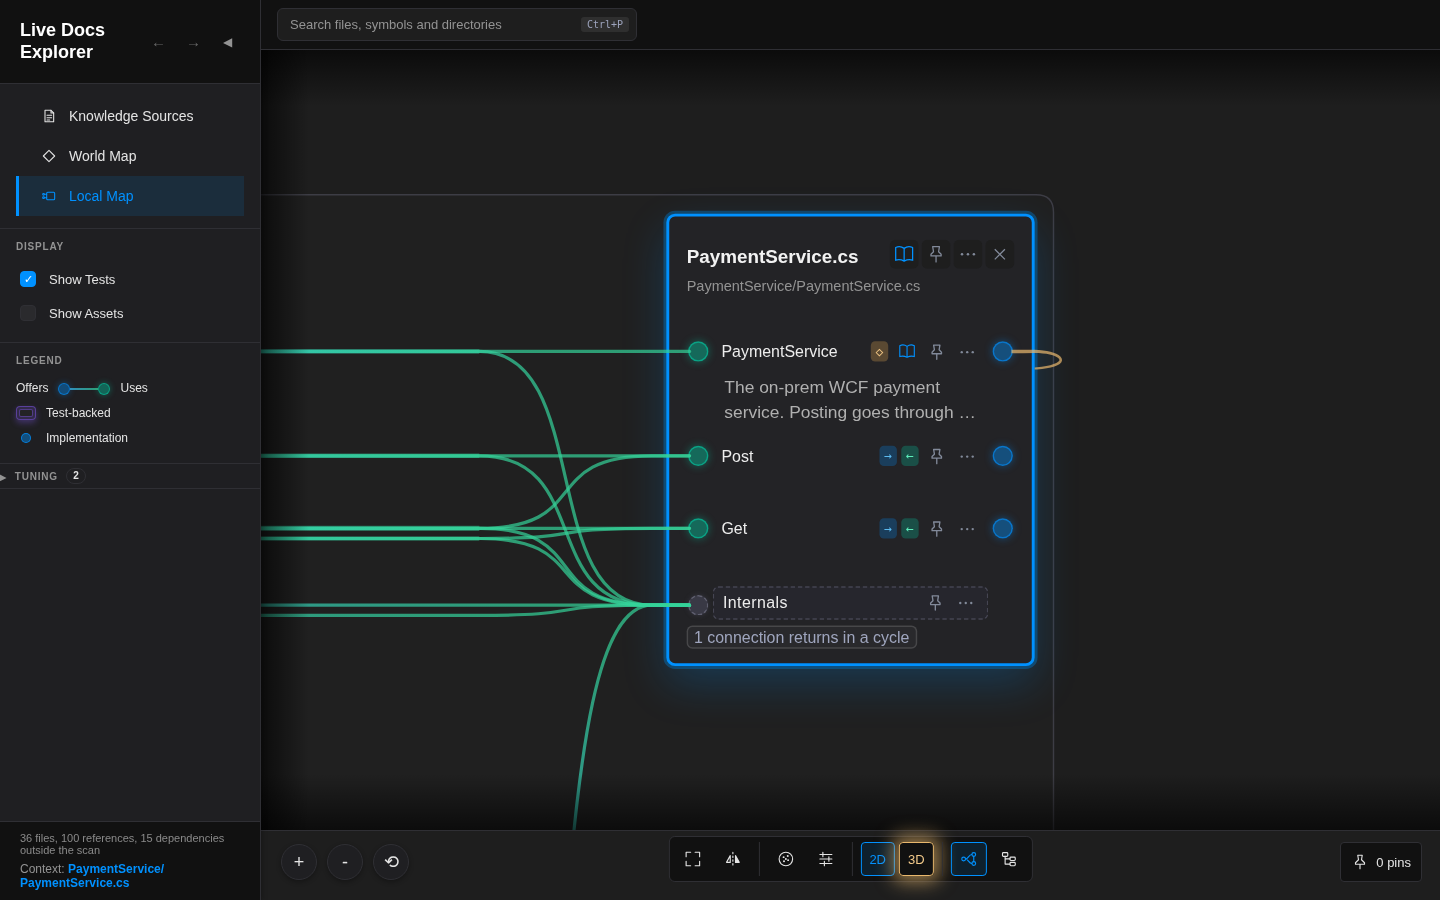 Live Docs
Explorer
← → ◀
Search files, symbols and directories Ctrl+P
Knowledge Sources
World Map
Local Map
DISPLAY
Show Tests
Show Assets
LEGEND
Offers Uses
Test-backed
Implementation
TUNING 2
36 files, 100 references, 15 dependencies
outside the scan
Context: PaymentService/
PaymentService.cs
PaymentService.cs
PaymentService/PaymentService.cs
PaymentService
The on-prem WCF payment
service. Posting goes through …
Post → ←
Get → ←
Internals
1 connection returns in a cycle
+ - ⟲
2D 3D
0 pins